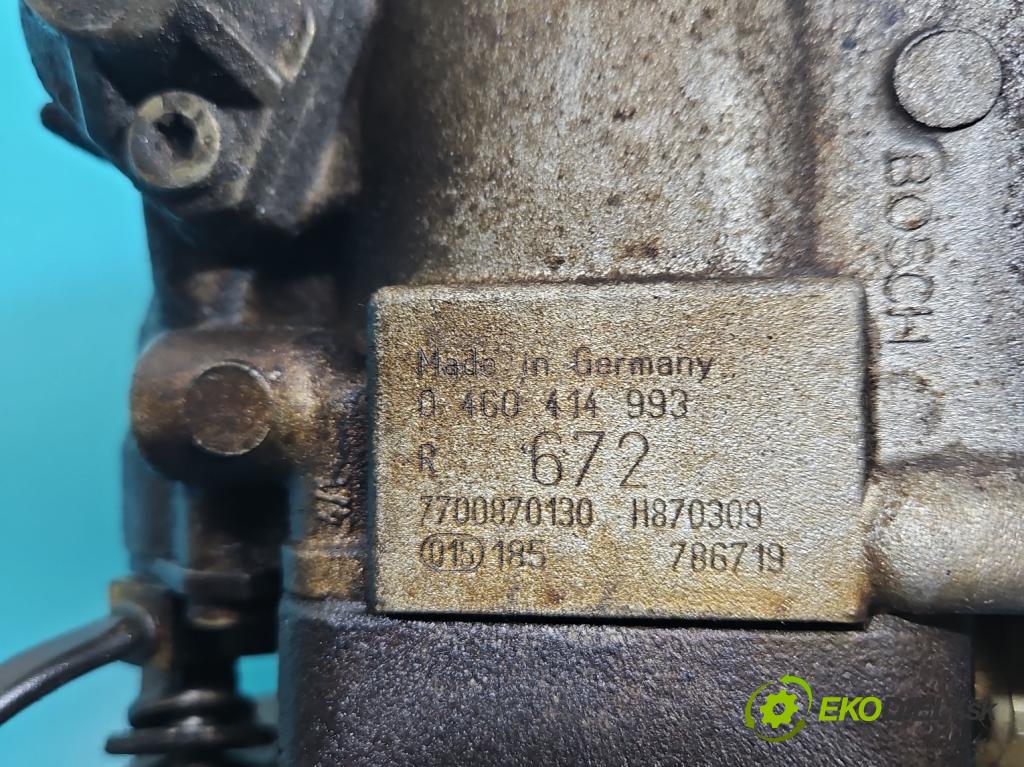 BOSCH
Made in Germany
0 460 414 993
R 672
7700870130 H870309
015 185 786719
EKO